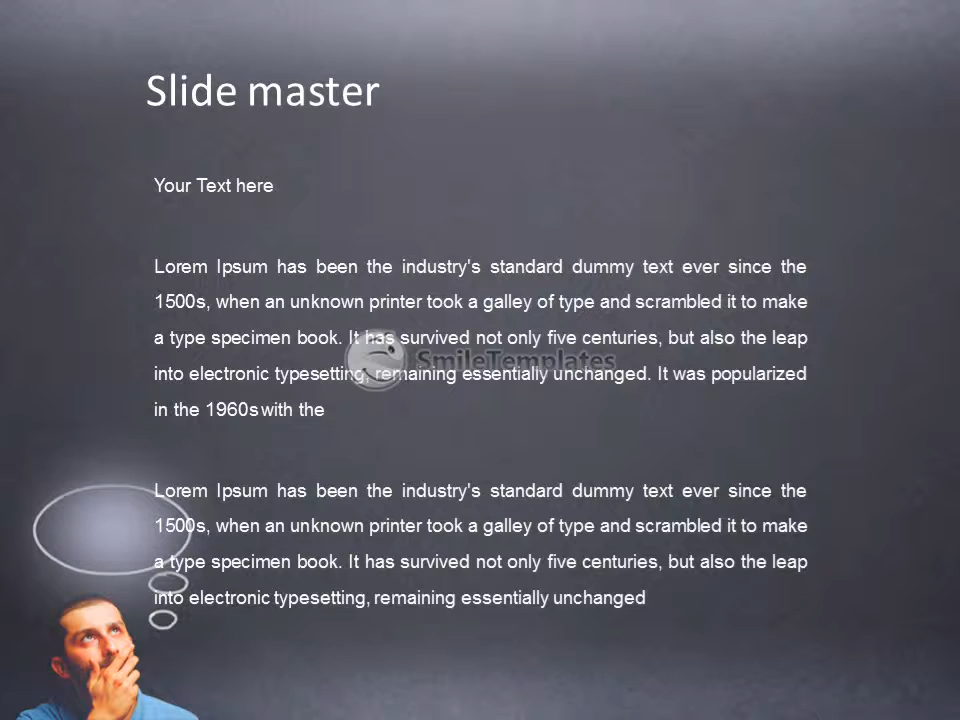 Slide master
Your Text here
Lorem Ipsum has been the industry's standard dummy text ever since the
1500s, when an unknown printer took a galley of type and scrambled it to make
a type specimen book. It has survived not only five centuries, but also the leap
SmileTemplates
into electronic typesetting, remaining essentially unchanged. It was popularized
in the 1960s with the
Lorem Ipsum has been the industry's standard dummy text ever since the
1500s, when an unknown printer took a galley of type and scrambled it to make
a type specimen book. It has survived not only five centuries, but also the leap
into electronic typesetting, remaining essentially unchanged